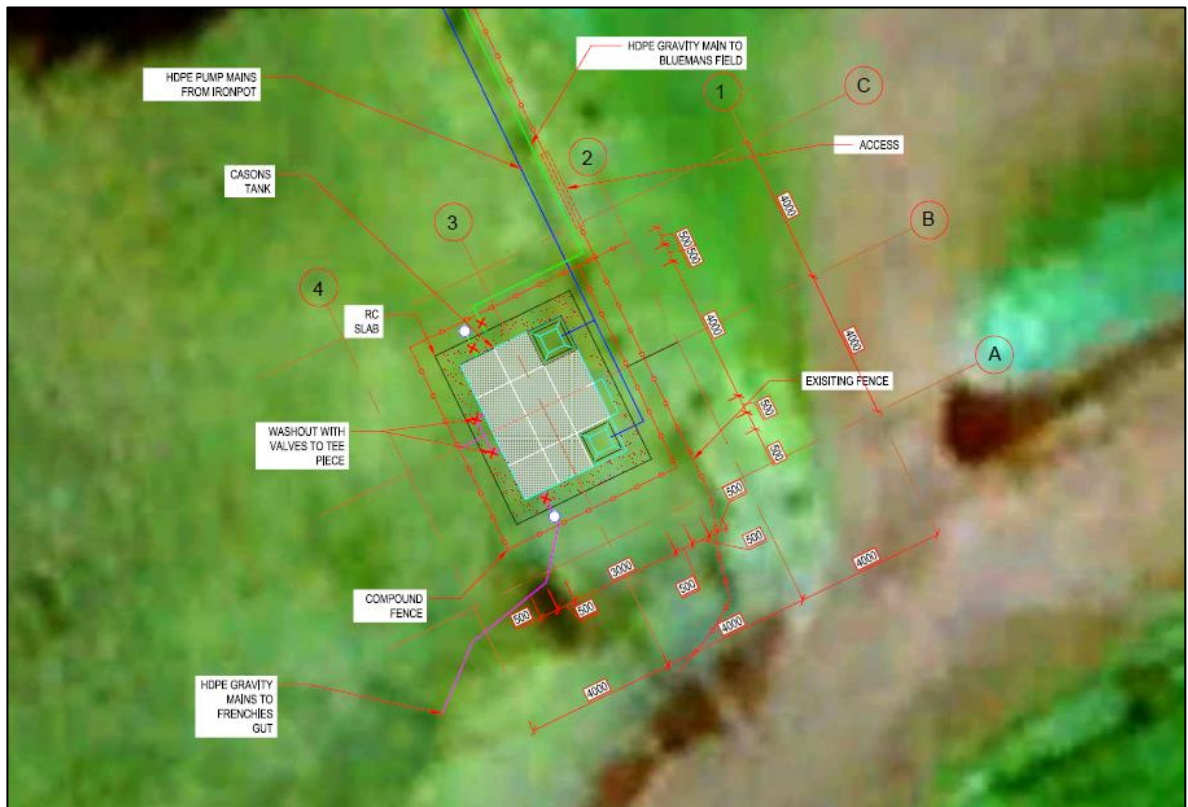 HDPE GRAVITY MAIN TO
BLUEMANS FIELD
HDPE PUMP MAINS
FROM IRONPOT
1
C
ACCESS
2
CASONS
TANK
4000
3
B
500
500
4
RC
SLAB
4000
4000
A
EXISITING FENCE
500
WASHOUT WITH
VALVES TO TEE
PIECE
500
500
500
3000
4000
COMPOUND
FENCE
500
500
500
4000
HDPE GRAVITY
MAINS TO
FRENCHIES
GUT
4000